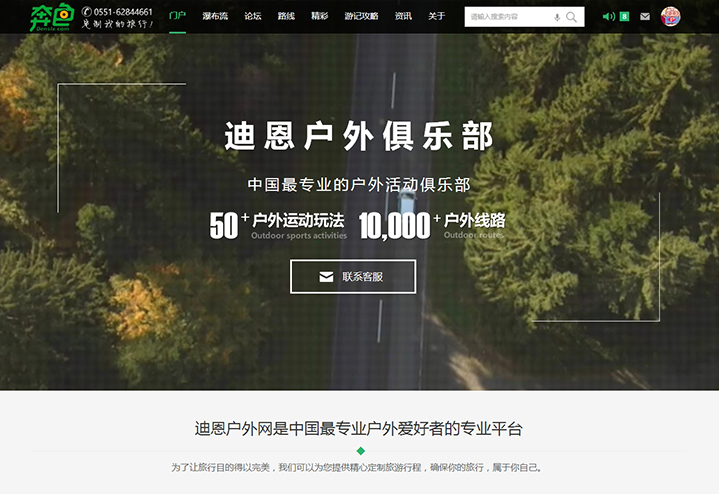 奔鱼 0551-62844661
定制我的旅行!
门户 瀑布流 论坛 路线 精彩 游记攻略 资讯 关于
请输入搜索内容
8
迪恩户外俱乐部
中国最专业的户外活动俱乐部
50+ 户外运动玩法 10,000+ 户外线路
Outdoor sports activities Outdoor routes
联系客服
迪恩户外网是中国最专业户外爱好者的专业平台
为了让旅行目的得以完美，我们可以为您提供精心定制旅游行程，确保你的旅行，属于你自己。